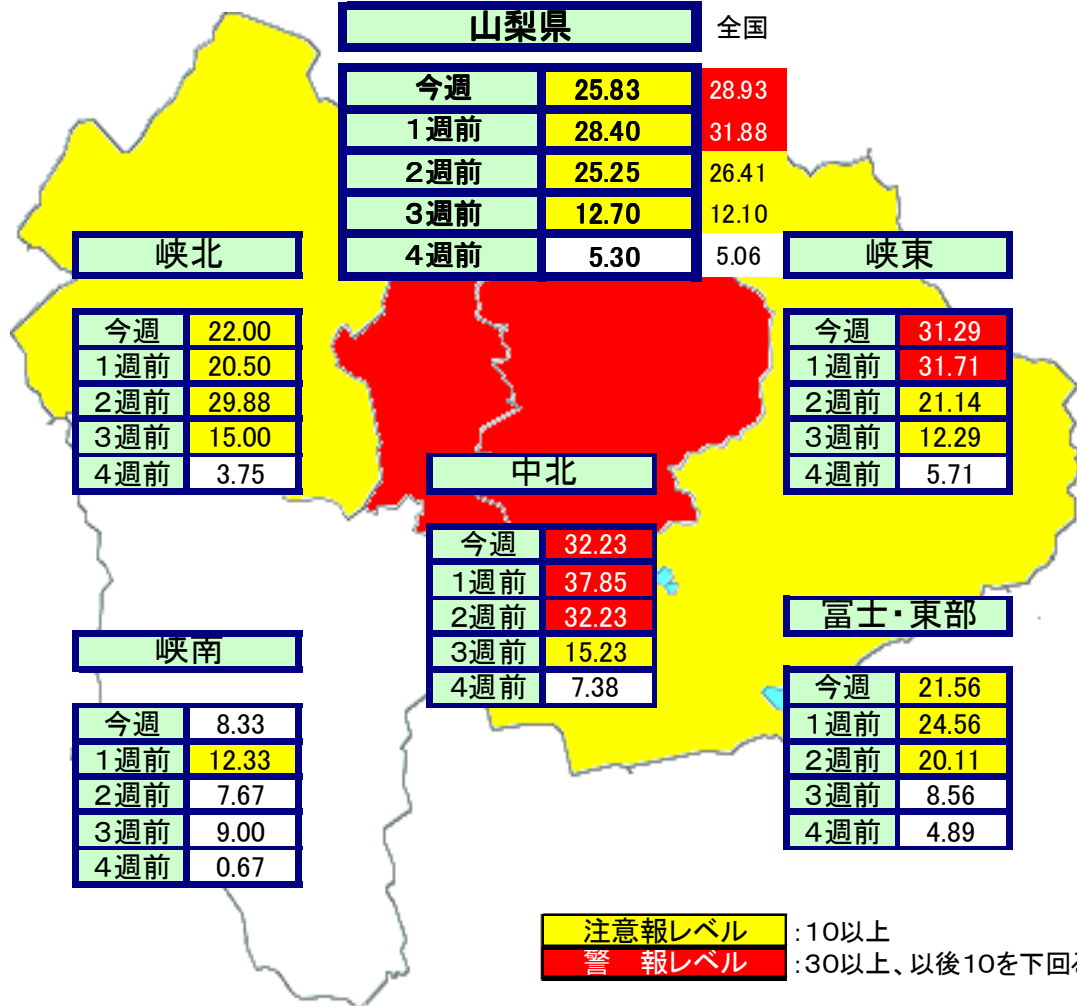 山梨県 全国
今週 25.83 28.93
1週前 28.40 31.88
2週前 25.25 26.41
3週前 12.70 12.10
4週前 5.30 5.06
峡北
今週 22.00
1週前 20.50
2週前 29.88
3週前 15.00
4週前 3.75
峡東
今週 31.29
1週前 31.71
2週前 21.14
3週前 12.29
4週前 5.71
中北
今週 32.23
1週前 37.85
2週前 32.23
3週前 15.23
4週前 7.38
峡南
今週 8.33
1週前 12.33
2週前 7.67
3週前 9.00
4週前 0.67
富士・東部
今週 21.56
1週前 24.56
2週前 20.11
3週前 8.56
4週前 4.89
注意報レベル :10以上
警 報レベル :30以上、以後10を下回